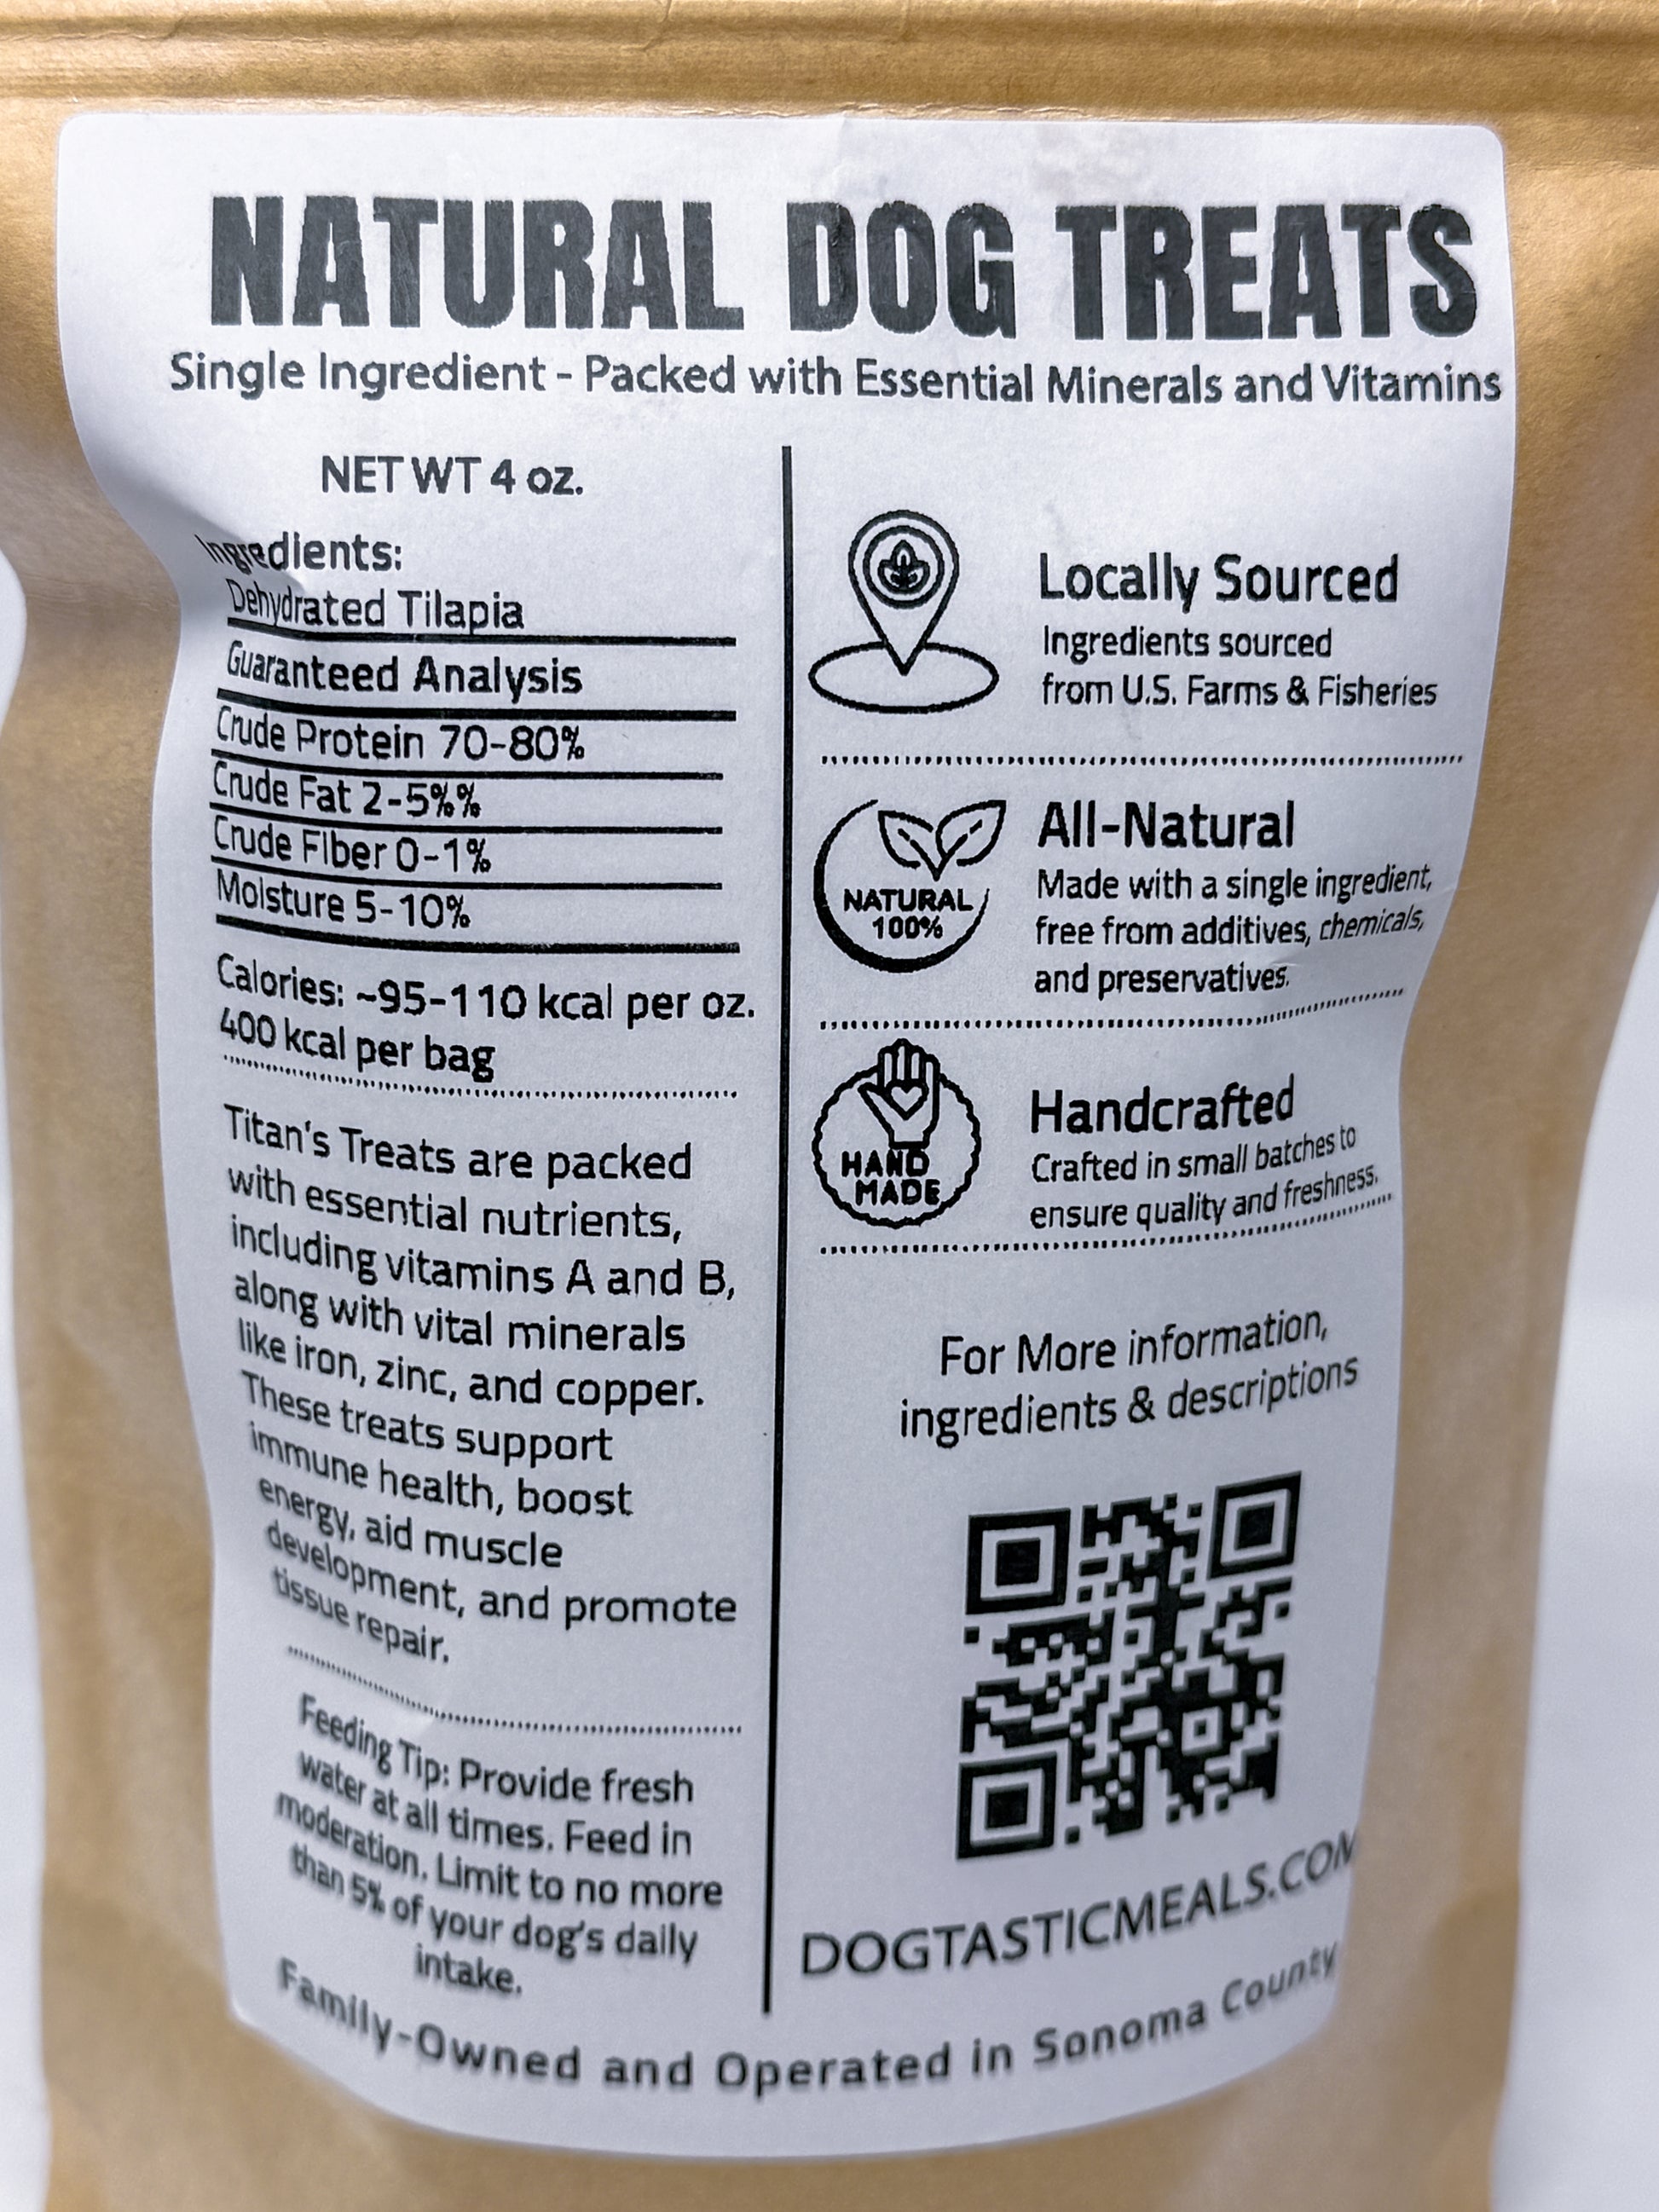 NATURAL DOG TREATS
Single Ingredient - Packed with Essential Minerals and Vitamins
NET WT 4 oz.
Ingredients:
Dehydrated Tilapia
Guaranteed Analysis
Crude Protein 70-80%
Crude Fat 2-5%%
Crude Fiber 0-1%
Moisture 5-10%
Calories: ~95-110 kcal per oz.
400 kcal per bag
Titan's Treats are packed
with essential nutrients,
including vitamins A and B,
along with vital minerals
like iron, zinc, and copper.
These treats support
immune health, boost
energy, aid muscle
development, and promote
tissue repair.
Feeding Tip: Provide fresh
water at all times. Feed in
moderation. Limit to no more
than 5% of your dog's daily
intake.
Locally Sourced
Ingredients sourced
from U.S. Farms & Fisheries
NATURAL
100%
All-Natural
Made with a single ingredient,
free from additives, chemicals,
and preservatives.
HAND
MADE
Handcrafted
Crafted in small batches to
ensure quality and freshness.
For More information,
ingredients & descriptions
DOGTASTICMEALS.COM
Family-Owned and Operated in Sonoma County